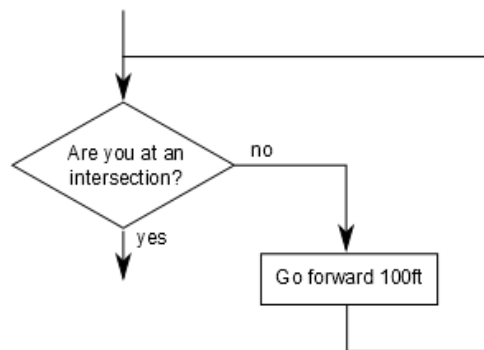 Are you at an
intersection?
no
yes
Go forward 100ft